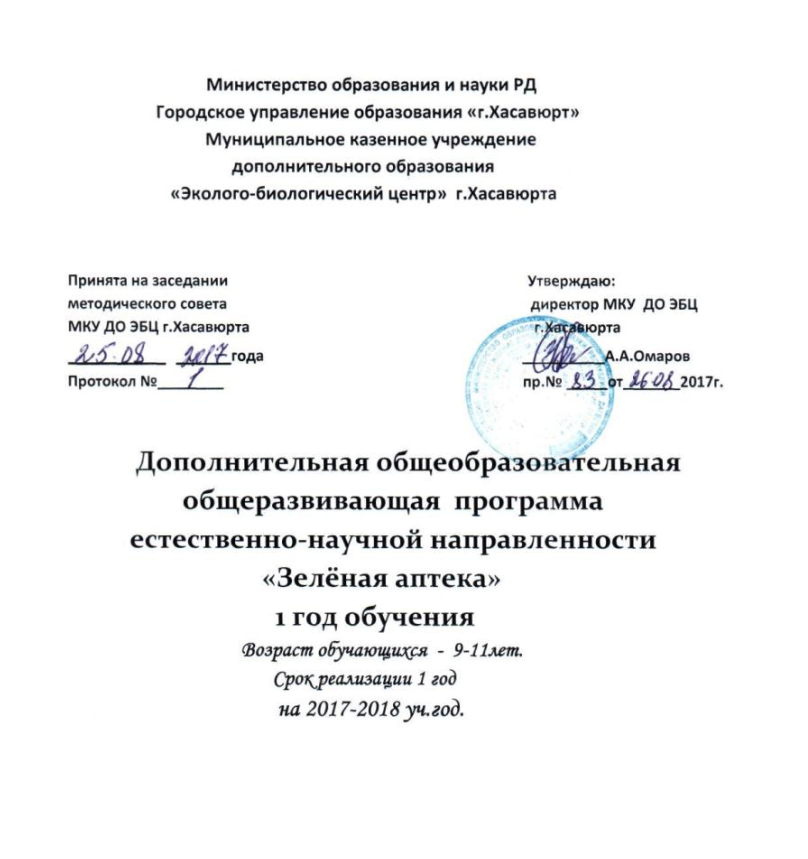 Министерство образования и науки РД
Городское управление образования «г.Хасавюрт»
Муниципальное казенное учреждение
дополнительного образования
«Эколого-биологический центр» г.Хасавюрта
Принята на заседании
методического совета
МКУ ДО ЭБЦ г.Хасавюрта
25.08 2017 года
Протокол № 1
Утверждаю:
директор МКУ ДО ЭБЦ
г.Хасавюрта
А.А.Омаров
пр.№ 83 от 26.08 2017г.
Дополнительная общеобразовательная
общеразвивающая программа
естественно-научной направленности
«Зелёная аптека»
1 год обучения
Возраст обучающихся - 9-11лет.
Срок реализации 1 год
на 2017-2018 уч.год.